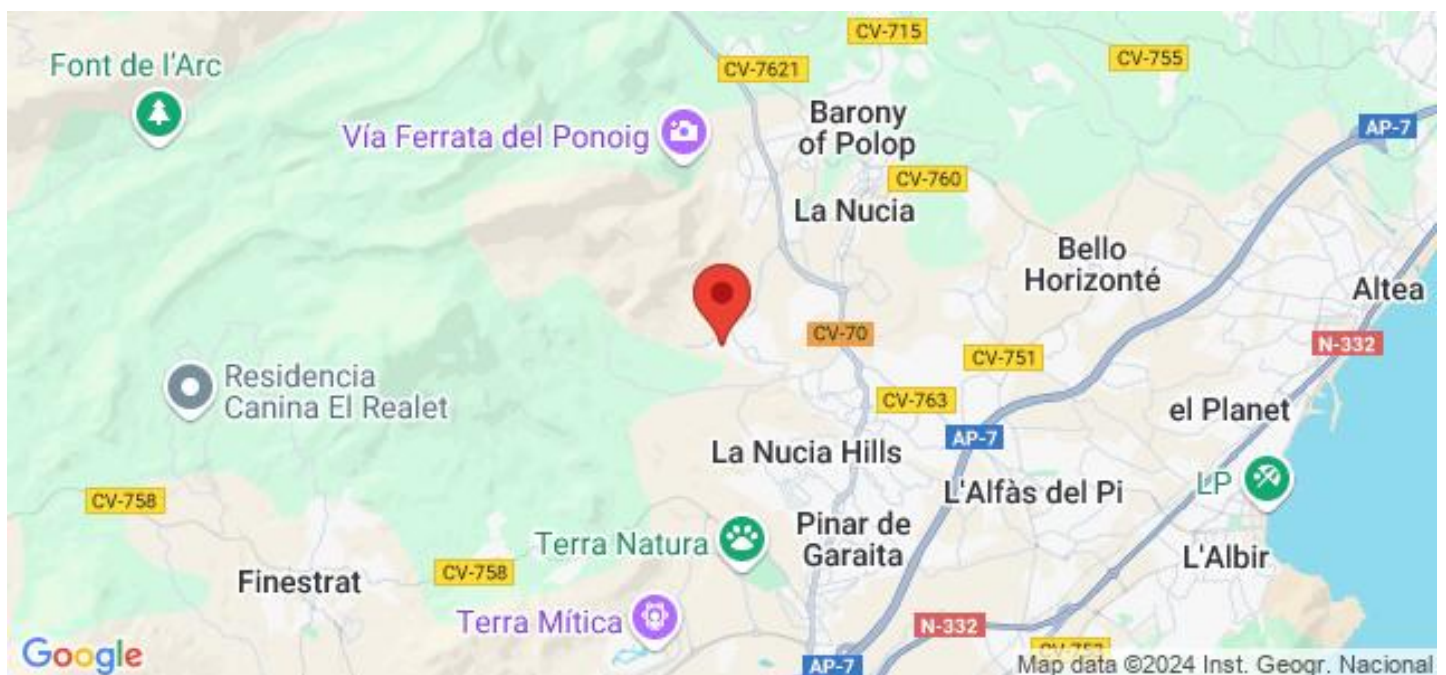 CV-715
CV-755
Font de l'Arc
CV-7621
Barony
of Polop
AP-7
Vía Ferrata del Ponoig
CV-760
La Nucia
Bello
Horizonté
Altea
CV-70
N-332
CV-751
Residencia
Canina El Realet
CV-763
el Planet
AP-7
La Nucia Hills
CV-758
L'Alfàs del Pi
LP
Pinar de
Garaita
Terra Natura
L'Albir
Finestrat
CV-758
Terra Mítica
N-332
CV-753
Google
AP-7
Map data ©2024 Inst. Geogr. Nacional